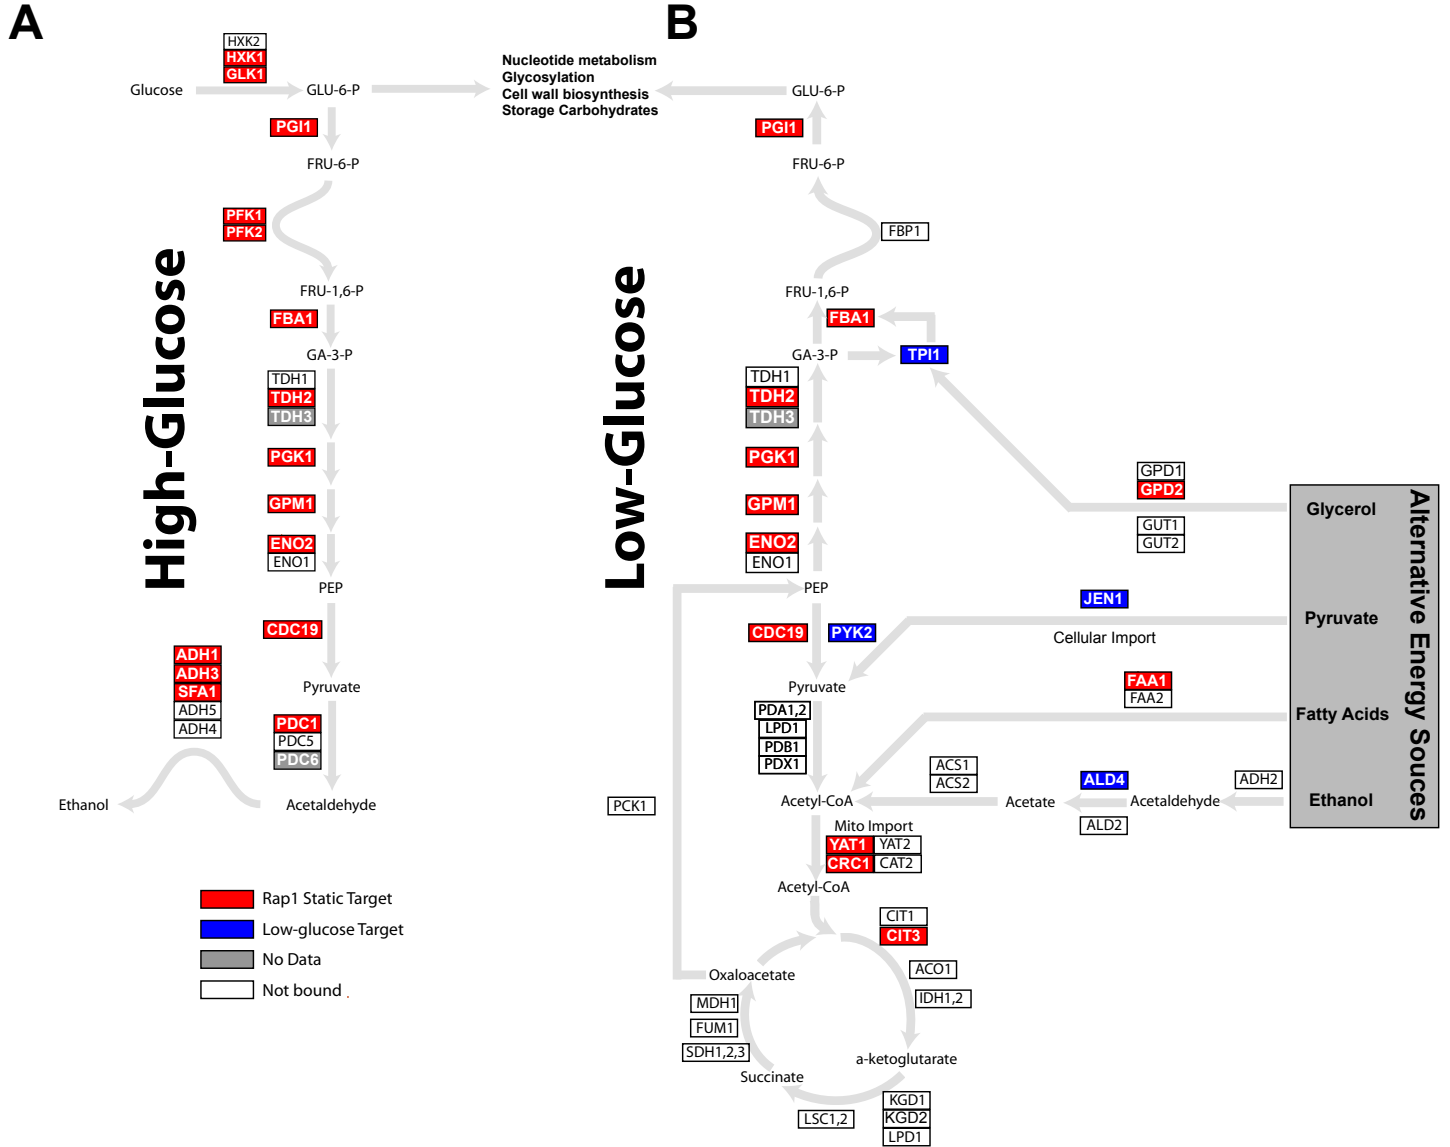 A
HXK2
HXK1
GLK1
Glucose
GLU-6-P
PGI1
FRU-6-P
PFK1
PFK2
FRU-1,6-P
FBA1
GA-3-P
TDH1
TDH2
TDH3
PGK1
GPM1
ENO2
ENO1
PEP
CDC19
Pyruvate
ADH1
ADH3
SFA1
ADH5
ADH4
PDC1
PDC5
PDC6
Ethanol
Acetaldehyde
High-Glucose
Rap1 Static Target
Low-glucose Target
No Data
Not bound
Nucleotide metabolism
Glycosylation
Cell wall biosynthesis
Storage Carbohydrates
B
GLU-6-P
PGI1
FRU-6-P
FBP1
FRU-1,6-P
FBA1
GA-3-P
TPI1
TDH1
TDH2
TDH3
PGK1
GPM1
ENO2
ENO1
PEP
CDC19
PYK2
Pyruvate
PDA1,2
LPD1
PDB1
PDX1
Acetyl-CoA
Mito Import
YAT1
YAT2
CRC1
CAT2
Acetyl-CoA
CIT1
CIT3
ACO1
IDH1,2
a-ketoglutarate
KGD1
KGD2
LPD1
LSC1,2
Succinate
SDH1,2,3
FUM1
MDH1
Oxaloacetate
PCK1
Low-Glucose
GPD1
GPD2
GUT1
GUT2
JEN1
Cellular Import
FAA1
FAA2
ACS1
ACS2
Acetate
ALD4
ALD2
Acetaldehyde
ADH2
Glycerol
Pyruvate
Fatty Acids
Ethanol
Alternative Energy Souces